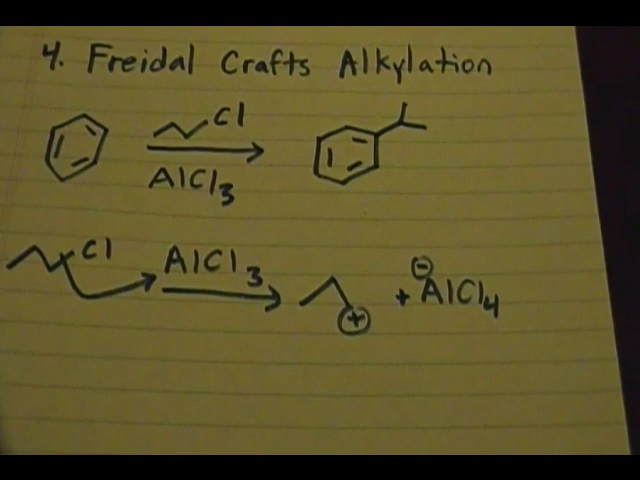 4. Freidal Crafts Alkylation
Cl
AlCl3
Cl AlCl3 + + ⊖AlCl4